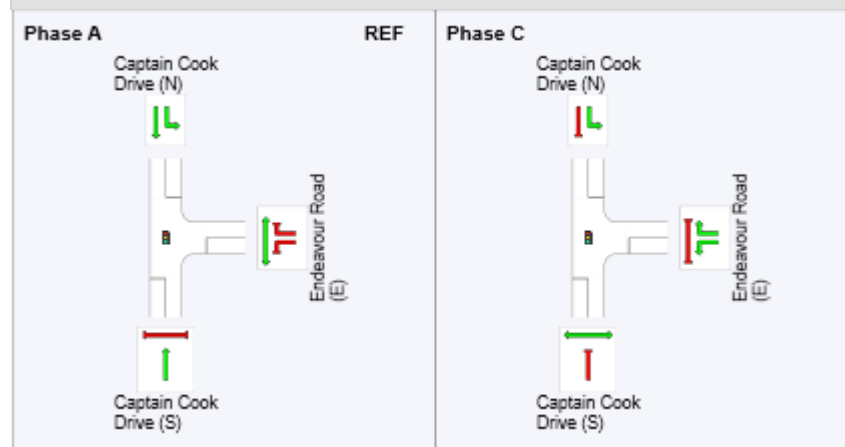 Phase A REF
Captain Cook
Drive (N)
Endeavour Road
(E)
Captain Cook
Drive (S)
Phase C
Captain Cook
Drive (N)
Endeavour Road
(E)
Captain Cook
Drive (S)